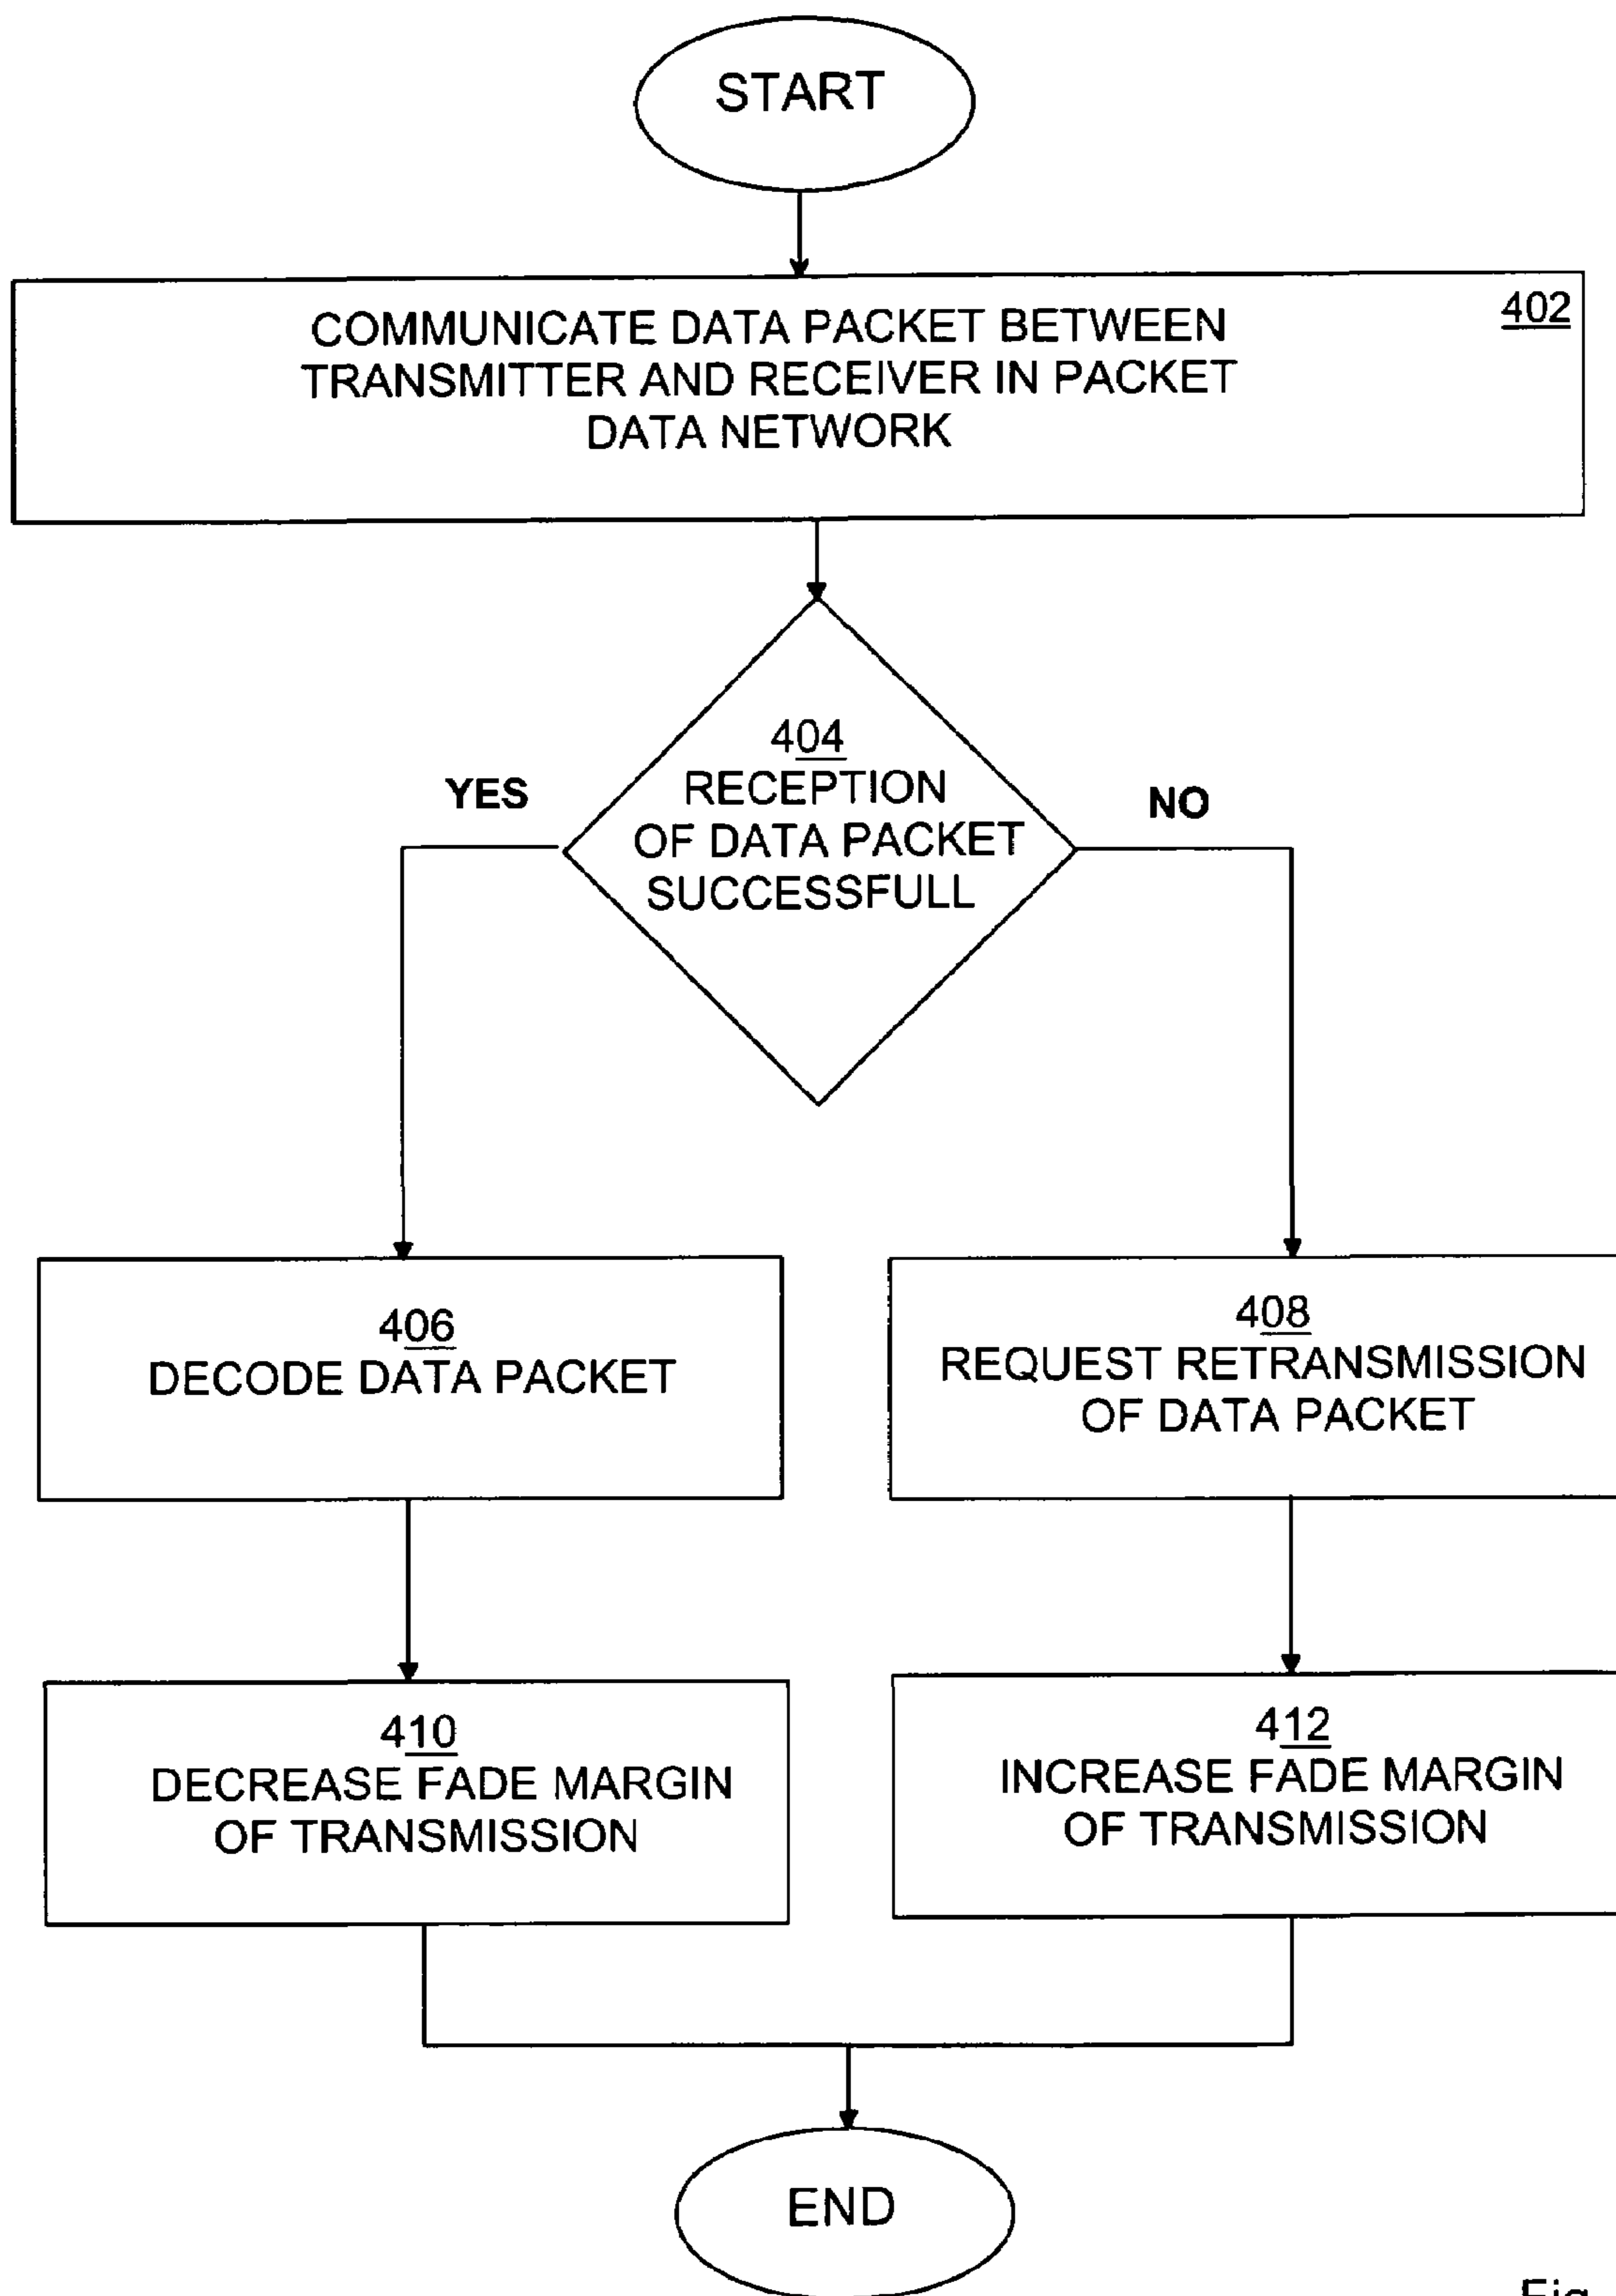 START
402
COMMUNICATE DATA PACKET BETWEEN
TRANSMITTER AND RECEIVER IN PACKET
DATA NETWORK
404
RECEPTION
OF DATA PACKET
SUCCESSFULL
YES
NO
406
DECODE DATA PACKET
408
REQUEST RETRANSMISSION
OF DATA PACKET
410
DECREASE FADE MARGIN
OF TRANSMISSION
412
INCREASE FADE MARGIN
OF TRANSMISSION
END
Fig